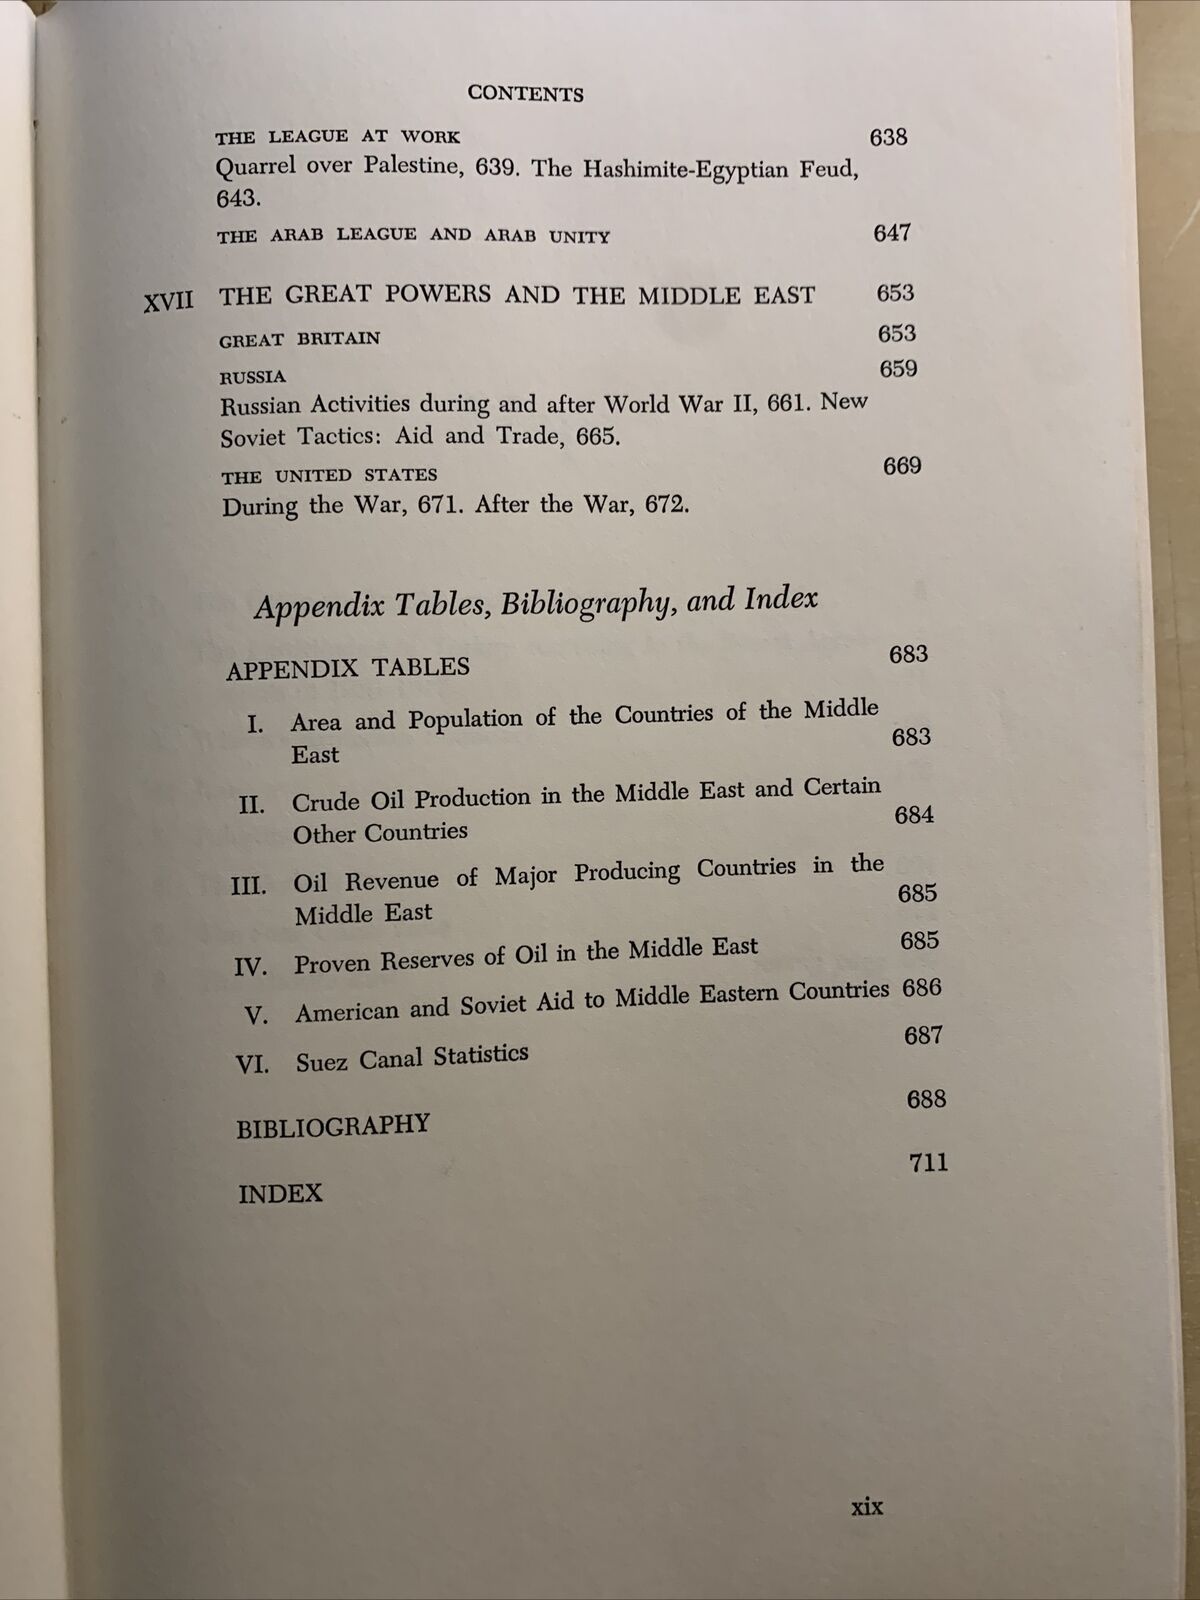 CONTENTS
THE LEAGUE AT WORK 638
Quarrel over Palestine, 639. The Hashimite-Egyptian Feud,
643.
THE ARAB LEAGUE AND ARAB UNITY 647
XVII THE GREAT POWERS AND THE MIDDLE EAST 653
GREAT BRITAIN 653
RUSSIA 659
Russian Activities during and after World War II, 661. New
Soviet Tactics: Aid and Trade, 665.
THE UNITED STATES 669
During the War, 671. After the War, 672.
Appendix Tables, Bibliography, and Index
APPENDIX TABLES 683
I. Area and Population of the Countries of the Middle
East 683
II. Crude Oil Production in the Middle East and Certain
Other Countries 684
III. Oil Revenue of Major Producing Countries in the
Middle East 685
IV. Proven Reserves of Oil in the Middle East 685
V. American and Soviet Aid to Middle Eastern Countries 686
VI. Suez Canal Statistics 687
BIBLIOGRAPHY 688
INDEX 711
xix